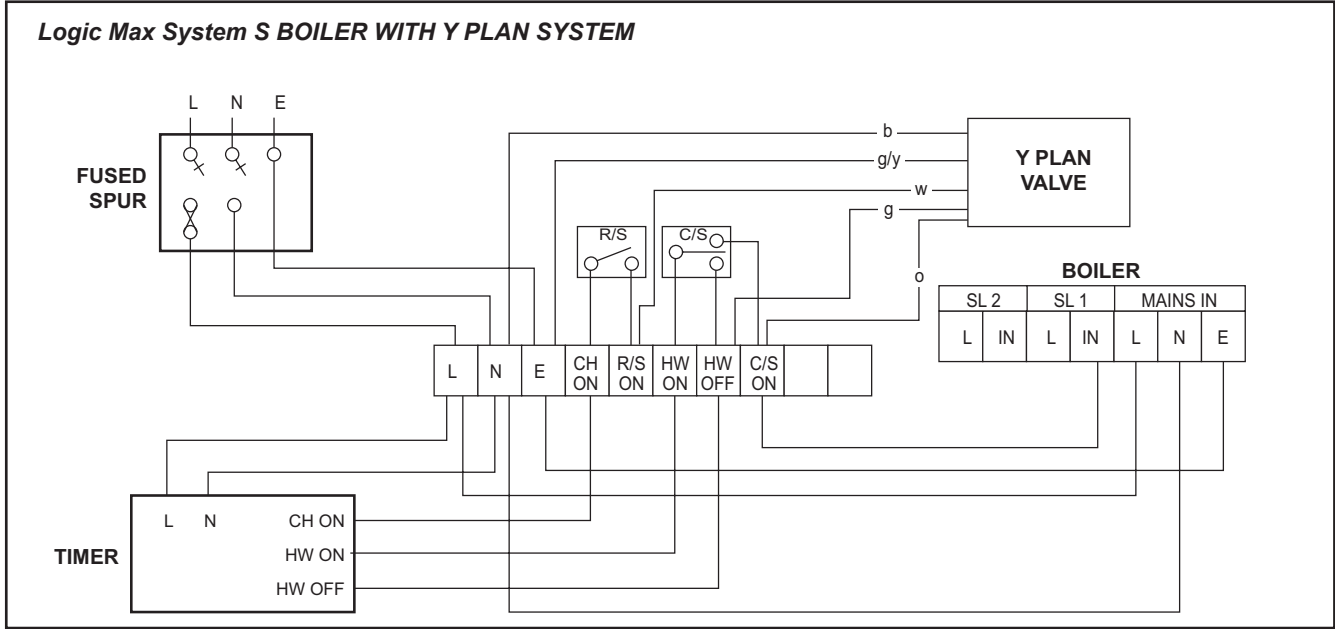 Logic Max System S BOILER WITH Y PLAN SYSTEM
L N E
FUSED
SPUR
b
g/y
w
g
o
Y PLAN
VALVE
R/S
C/S
BOILER
SL 2 SL 1 MAINS IN
L IN L IN L N E
L N E CH ON R/S ON HW ON HW OFF C/S ON
TIMER
L N CH ON
HW ON
HW OFF